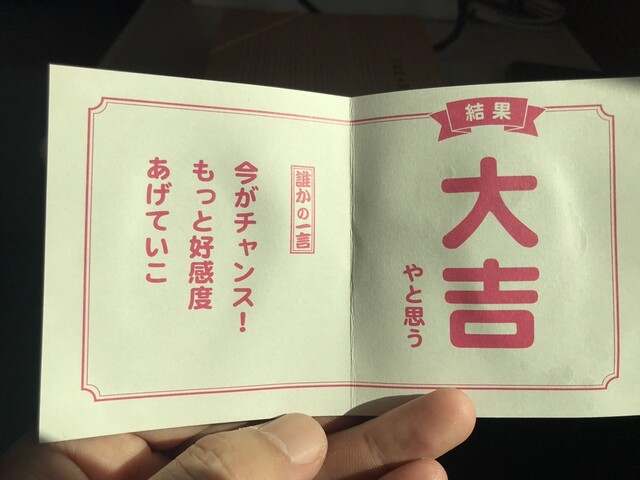 結果
大吉
やと思う
誰かの一言
今がチャンス！
もっと好感度
あげていこ